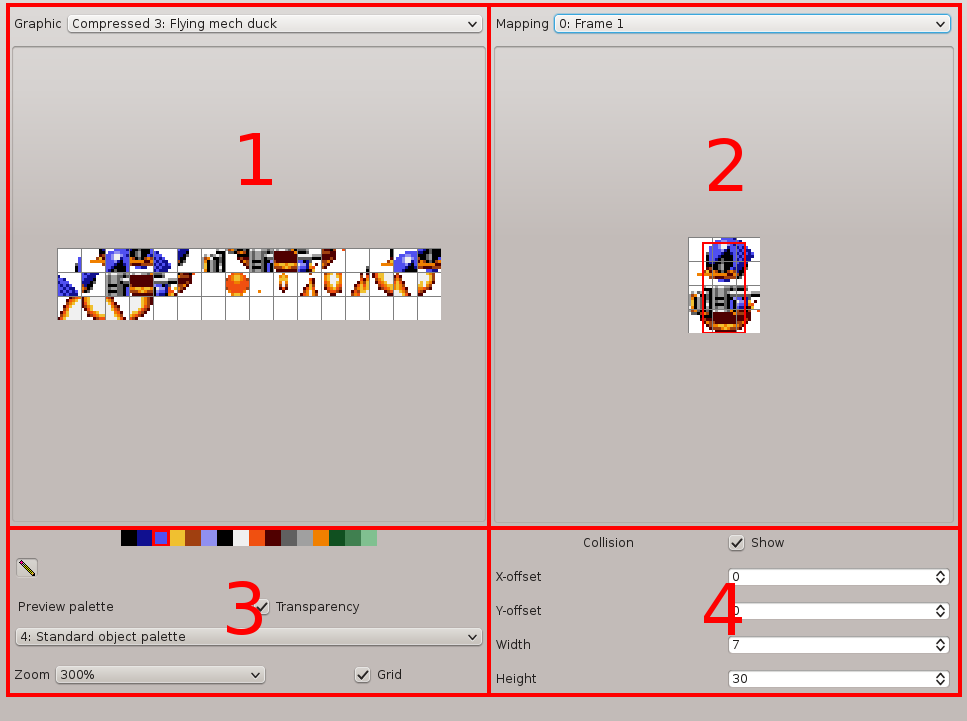 Graphic Compressed 3: Flying mech duck
Mapping 0: Frame 1
1
2
Collision Show
X-offset 0
Y-offset 0
Width 7
Height 30
Preview palette Transparency
4: Standard object palette
Zoom 300% Grid
3
4